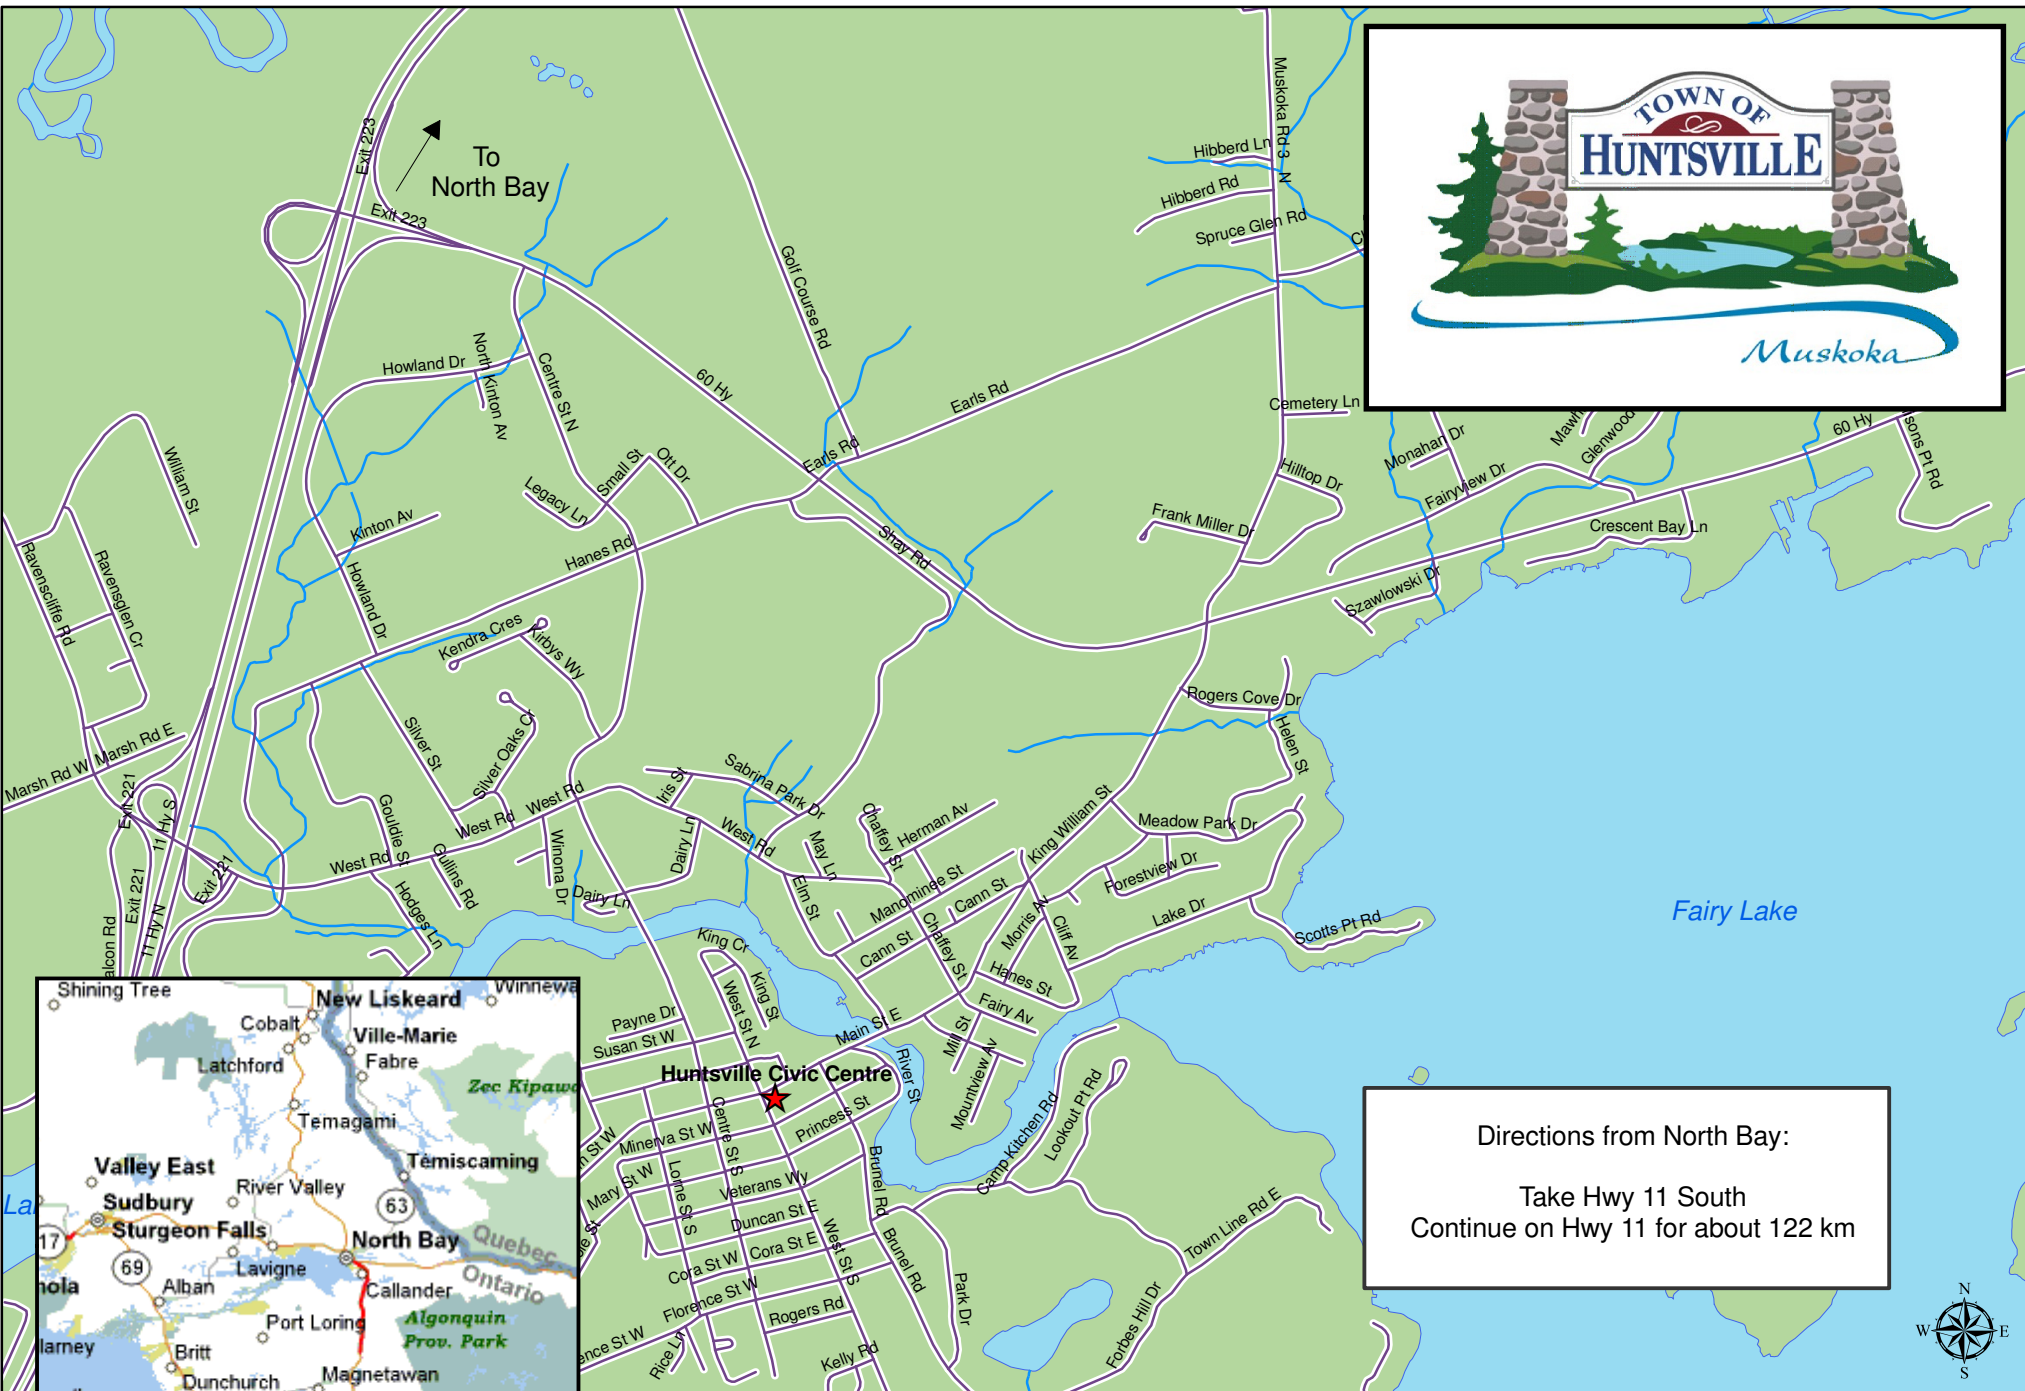 Exit 223
To
North Bay
Exit 223
Golf Course Rd
Muskoka Rd 3 N
Hibberd Ln
Hibberd Rd
Spruce Glen Rd
TOWN OF
HUNTSVILLE
Muskoka
Howland Dr
North Kinton Av
Centre St N
60 Hy
Earls Rd
Earls Rd
Cemetery Ln
Monahan Dr
Glenwood
60 Hy
William St
Small St
Ott Dr
Legacy Ln
Hilltop Dr
Fairview Dr
Frank Miller Dr
Crescent Bay Ln
Kinton Av
Hanes Rd
Shay Rd
Ravenscliffe Rd
Ravensglen Cr
Howland Dr
Szawlowski Dr
Kendra Cres
Kirbys Wy
Rogers Cove Dr
Helen St
Silver St
Silver Oaks Cr
Marsh Rd W
Marsh Rd E
Exit 221
11 Hy S
Exit 221
Exit 221
11 Hy N
alcon Rd
Gouldie St
West Rd
West Rd
West Rd
West Rd
Iris St
Sabrina Park Dr
Gullins Rd
Hodges Ln
Winona Dr
Dairy Ln
Dairy Ln
May Ln
Elm St
Chaffey St
Herman Av
King William St
Meadow Park Dr
Forestview Dr
Manominee St
Cann St
Cann St
Chaffey St
Morris Av
Cliff Av
Lake Dr
Scotts Pt Rd
Fairy Lake
Hanes St
Fairy Av
Mill St
Mountview Av
King Cr
King St
West St N
Payne Dr
Susan St W
Main St E
River St
Huntsville Civic Centre
Princess St
Centre St S
Minerva St W
Mary St W
Lorne St S
Veterans Wy
Brunel Rd
Duncan St E
Cora St W
Cora St E
West St S
Brunel Rd
Florence St W
Rogers Rd
Rice Ln
Kelly Rd
Park Dr
Camp Kitchen Rd
Lookout Pt Rd
Town Line Rd E
Forbes Hill Dr
Directions from North Bay:
Take Hwy 11 South
Continue on Hwy 11 for about 122 km
N
W
E
S
Shining Tree
New Liskeard
Winnewa
Cobalt
Ville-Marie
Latchford
Fabre
Zec Kipawa
Temagami
Valley East
Témiscaming
Sudbury
River Valley
63
Sturgeon Falls
17
North Bay
Quebec
69
Lavigne
Ontario
Alban
Callander
Port Loring
Algonquin
Prov. Park
Britt
Dunchurch
Magnetawan